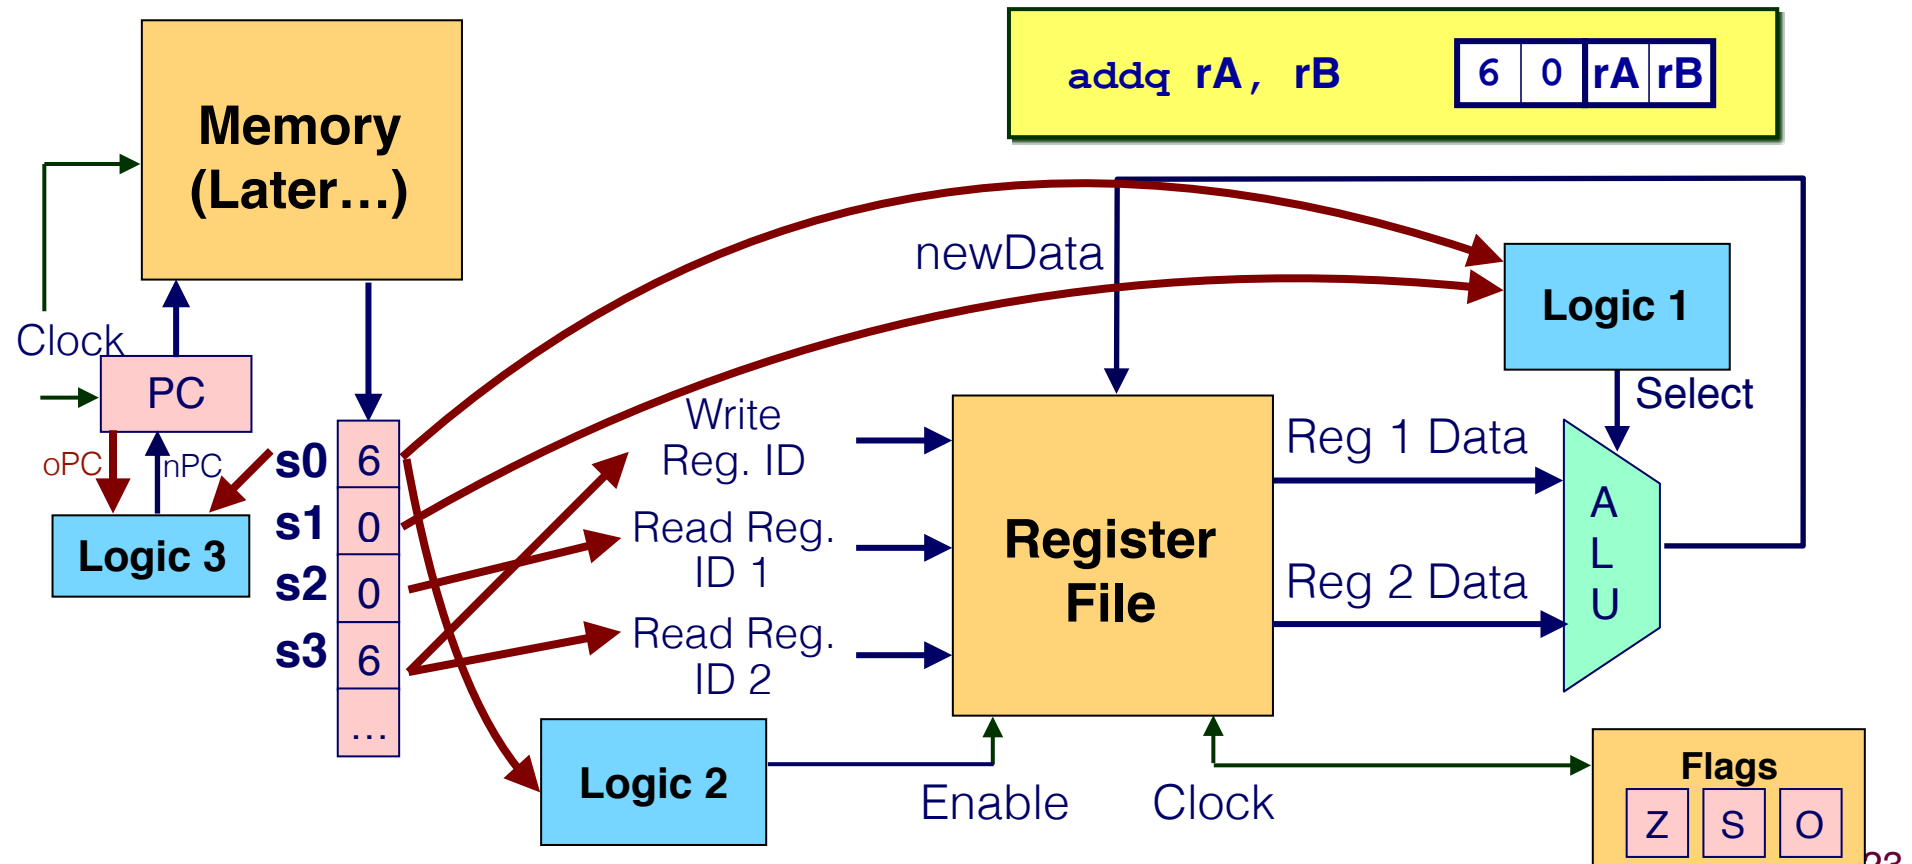 addq rA, rB
6 0 rA rB
Memory
(Later…)
Clock
PC
oPC
nPC
Logic 3
s0 6
s1 0
s2 0
s3 6
…
newData
Write
Reg. ID
Read Reg.
ID 1
Read Reg.
ID 2
Register
File
Logic 1
Select
Reg 1 Data
Reg 2 Data
A
L
U
Logic 2
Enable
Clock
Flags
Z S O
23